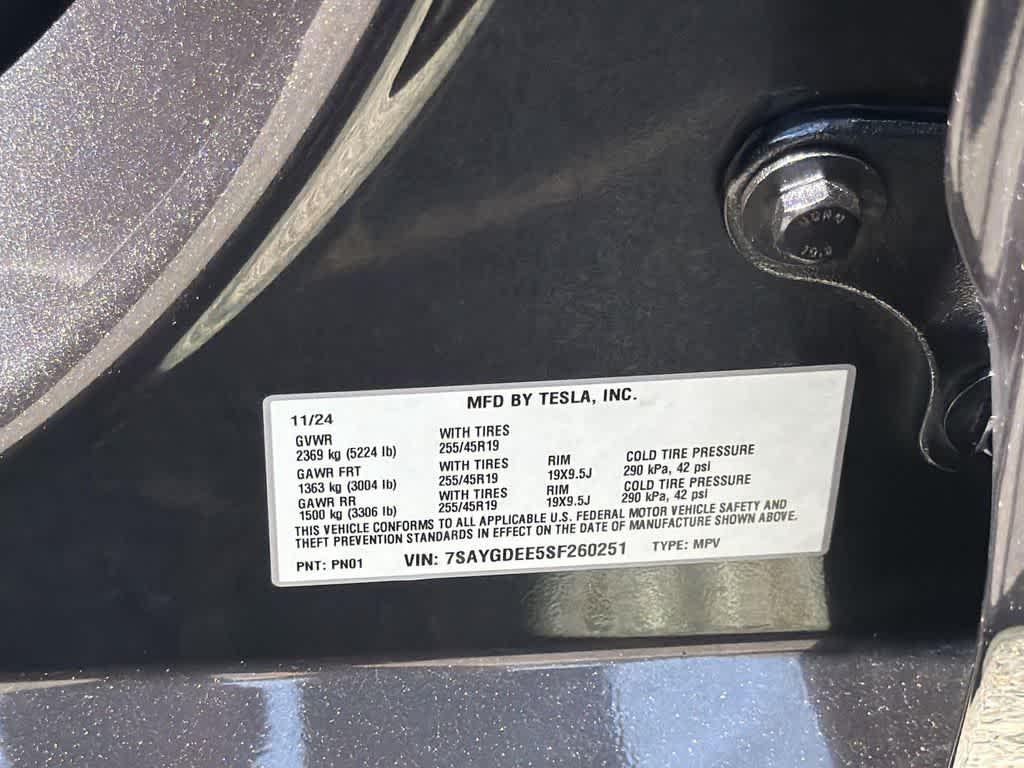 MFD BY TESLA, INC.
11/24
GVWR WITH TIRES
2369 kg (5224 lb) 255/45R19
GAWR FRT WITH TIRES RIM COLD TIRE PRESSURE
1363 kg (3004 lb) 255/45R19 19X9.5J 290 kPa, 42 psi
GAWR RR WITH TIRES RIM COLD TIRE PRESSURE
1500 kg (3306 lb) 255/45R19 19X9.5J 290 kPa, 42 psi
THIS VEHICLE CONFORMS TO ALL APPLICABLE U.S. FEDERAL MOTOR VEHICLE SAFETY AND
THEFT PREVENTION STANDARDS IN EFFECT ON THE DATE OF MANUFACTURE SHOWN ABOVE.
PNT: PN01 VIN: 7SAYGDEE5SF260251 TYPE: MPV